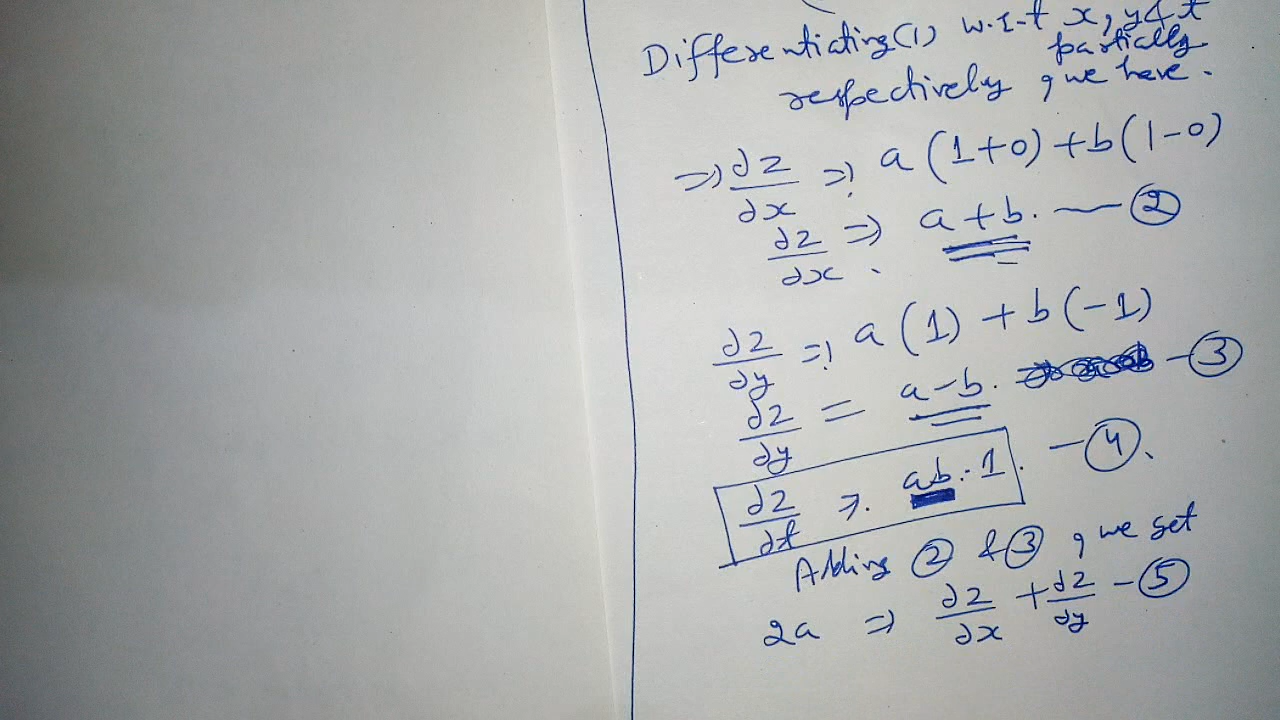 Differentiating (1) w.r.t x, y & t
partially
respectively, we have.
⇒ ∂z/∂x ⇒ a(1+0) + b(1-0)
∂z/∂x ⇒ a+b. — ②
∂z/∂y ⇒ a(1) + b(-1)
∂z/∂y = a-b. — ③
∂z/∂t ⇒. ab.1. — ④.
Adding ② & ③, we get
2a ⇒ ∂z/∂x + ∂z/∂y — ⑤